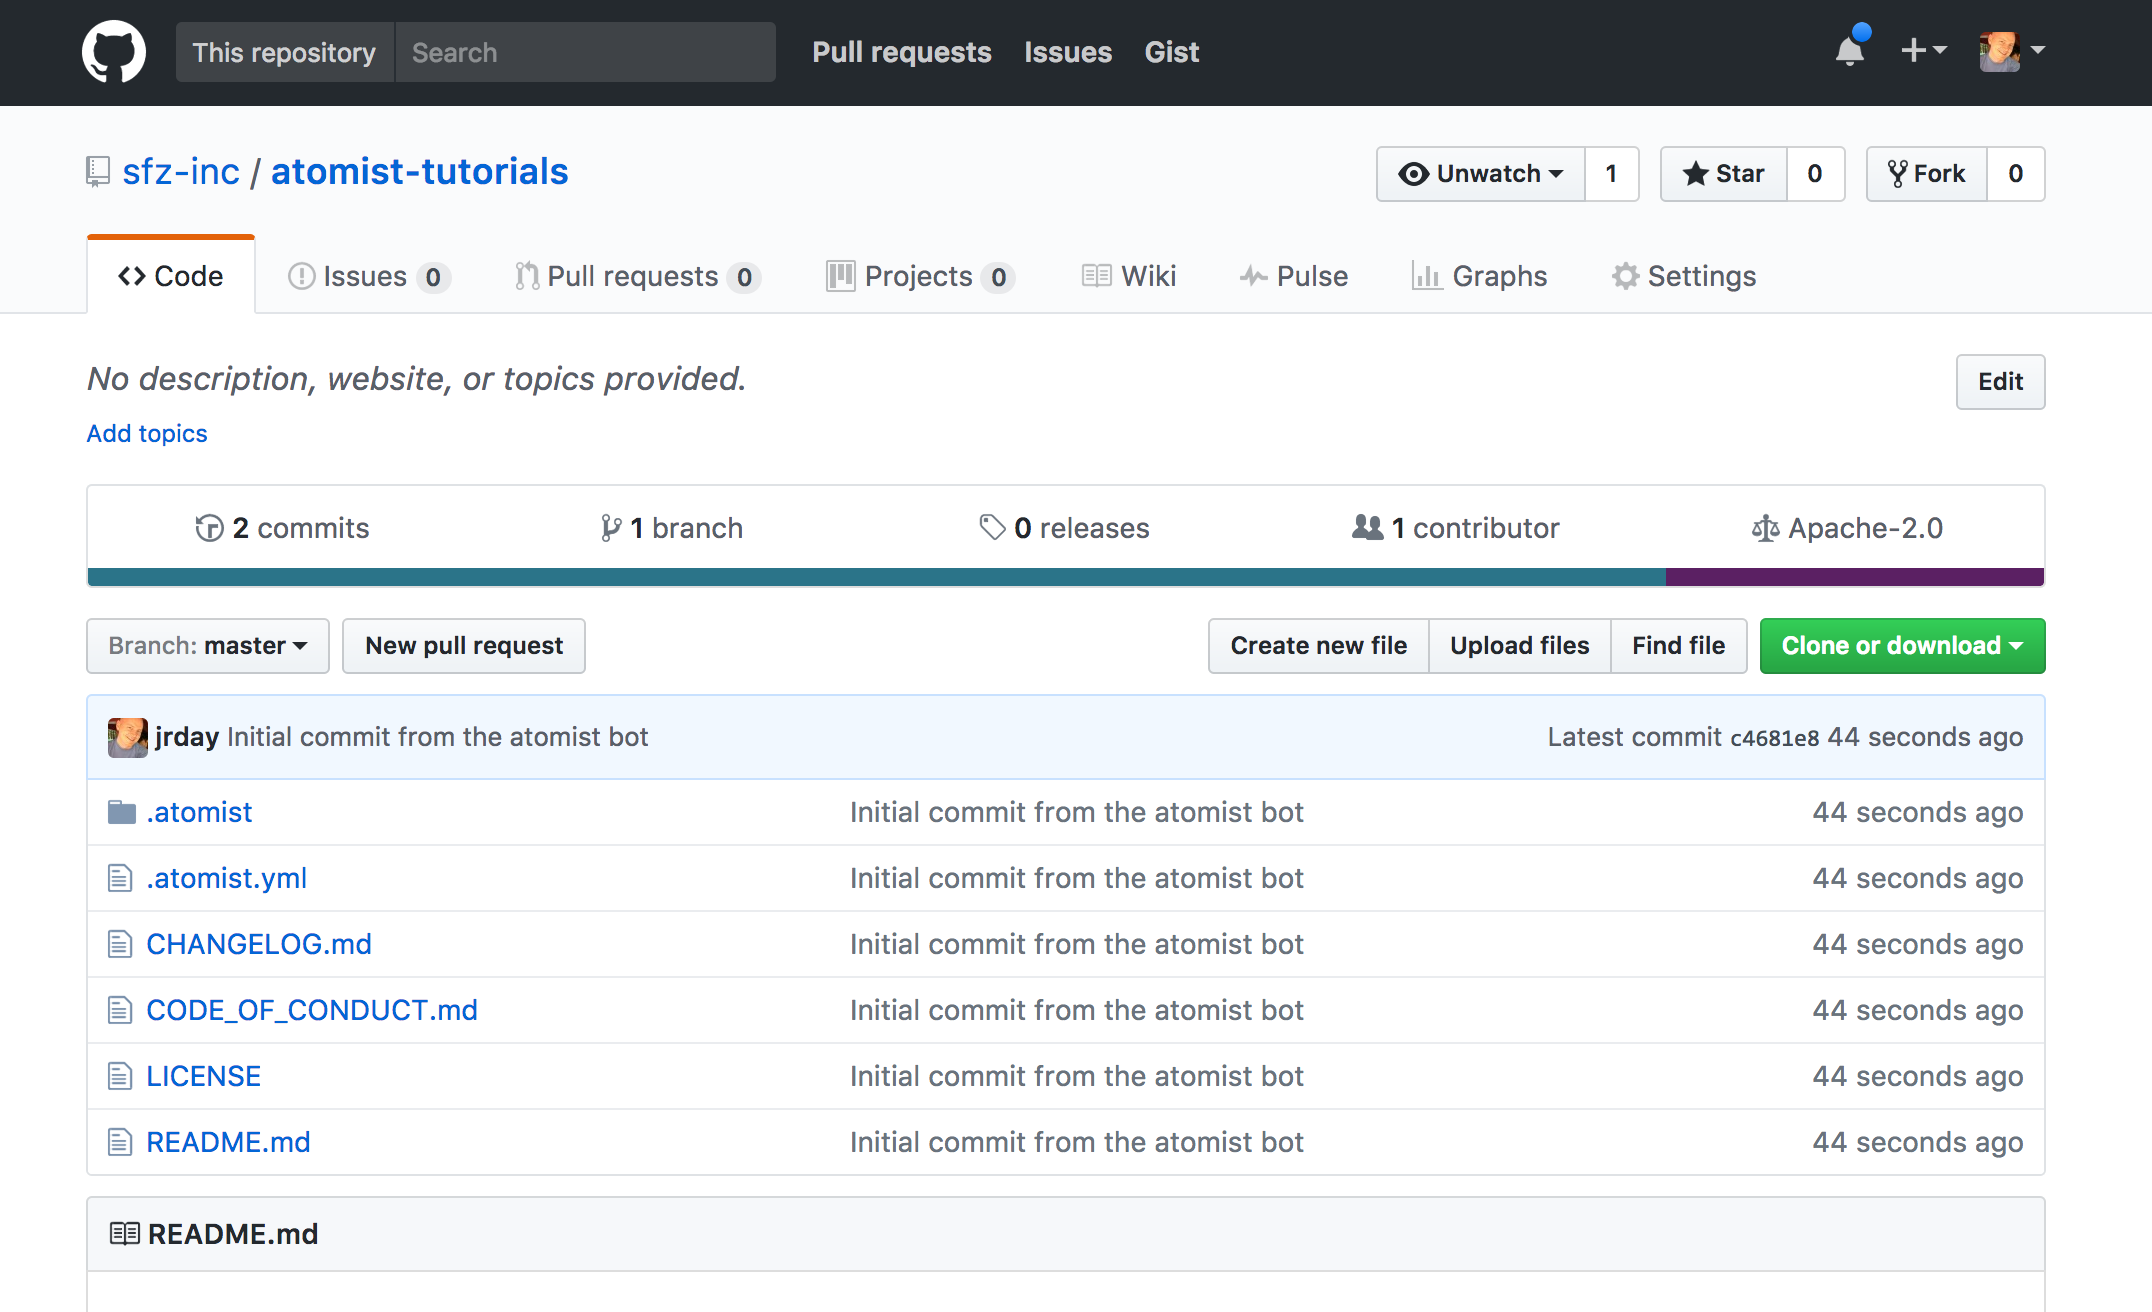 This repository Search Pull requests Issues Gist
sfz-inc / atomist-tutorials Unwatch 1 Star 0 Fork 0
Code Issues 0 Pull requests 0 Projects 0 Wiki Pulse Graphs Settings
No description, website, or topics provided. Edit
Add topics
2 commits 1 branch 0 releases 1 contributor Apache-2.0
Branch: master New pull request Create new file Upload files Find file Clone or download
jrday Initial commit from the atomist bot Latest commit c4681e8 44 seconds ago
.atomist Initial commit from the atomist bot 44 seconds ago
.atomist.yml Initial commit from the atomist bot 44 seconds ago
CHANGELOG.md Initial commit from the atomist bot 44 seconds ago
CODE_OF_CONDUCT.md Initial commit from the atomist bot 44 seconds ago
LICENSE Initial commit from the atomist bot 44 seconds ago
README.md Initial commit from the atomist bot 44 seconds ago
README.md